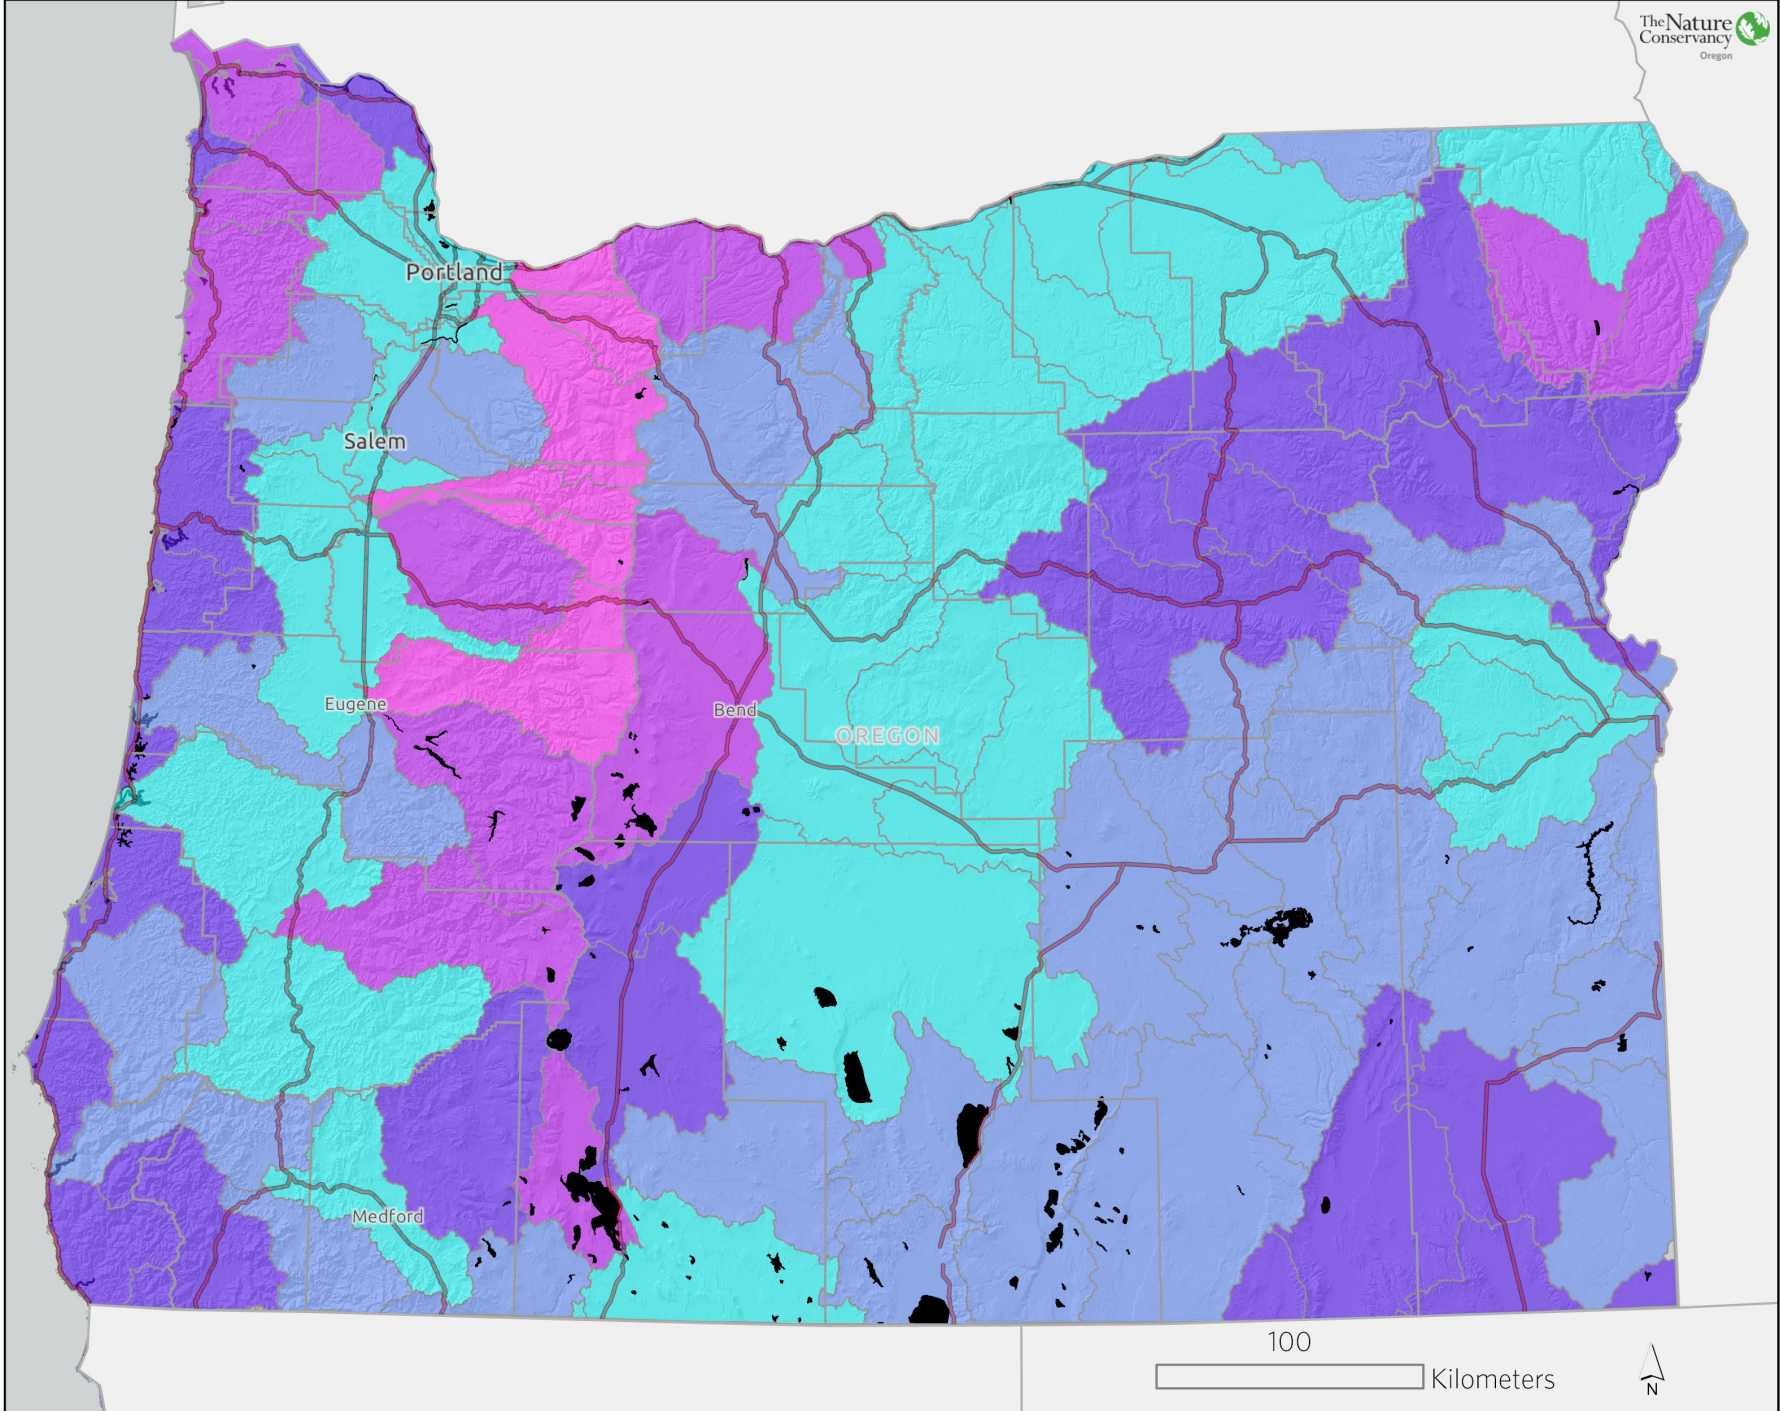 The Nature
Conservancy
Oregon
Portland
Salem
Eugene
Bend
OREGON
Medford
100
Kilometers
N